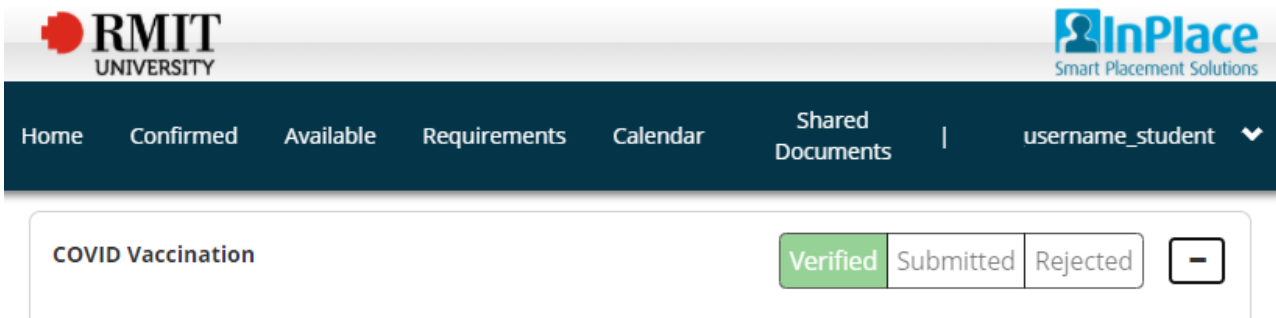 RMIT
UNIVERSITY
InPlace
Smart Placement Solutions
Home Confirmed Available Requirements Calendar Shared Documents | username_student
COVID Vaccination Verified Submitted Rejected -